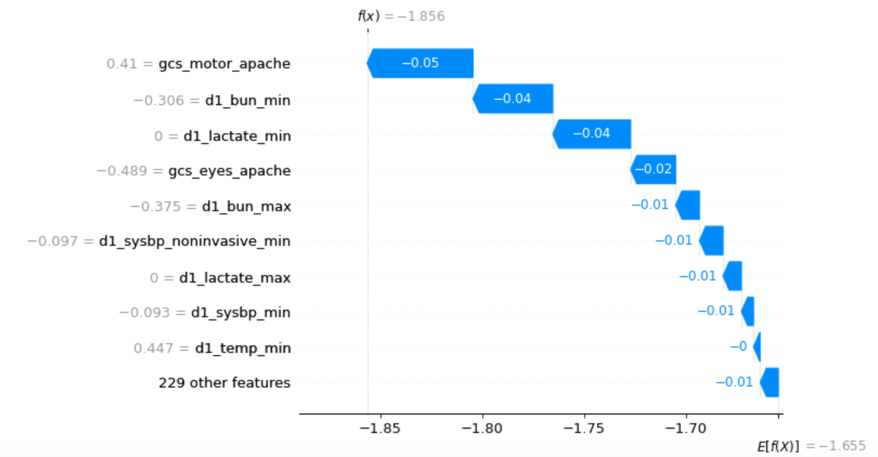 f(x) = −1.856
0.41 = gcs_motor_apache −0.05
−0.306 = d1_bun_min −0.04
0 = d1_lactate_min −0.04
−0.489 = gcs_eyes_apache −0.02
−0.375 = d1_bun_max −0.01
−0.097 = d1_sysbp_noninvasive_min −0.01
0 = d1_lactate_max −0.01
−0.093 = d1_sysbp_min −0.01
0.447 = d1_temp_min −0
229 other features −0.01
−1.85 −1.80 −1.75 −1.70
E[f(X)] = −1.655